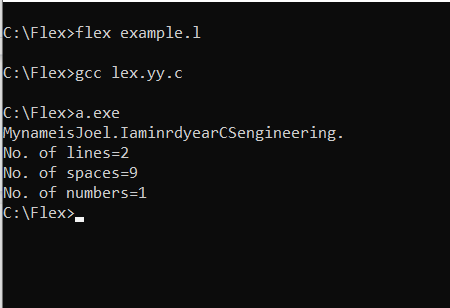 C:\Flex>flex example.l
C:\Flex>gcc lex.yy.c
C:\Flex>a.exe
MynameisJoel.IaminrdyearCSengineering.
No. of lines=2
No. of spaces=9
No. of numbers=1
C:\Flex>